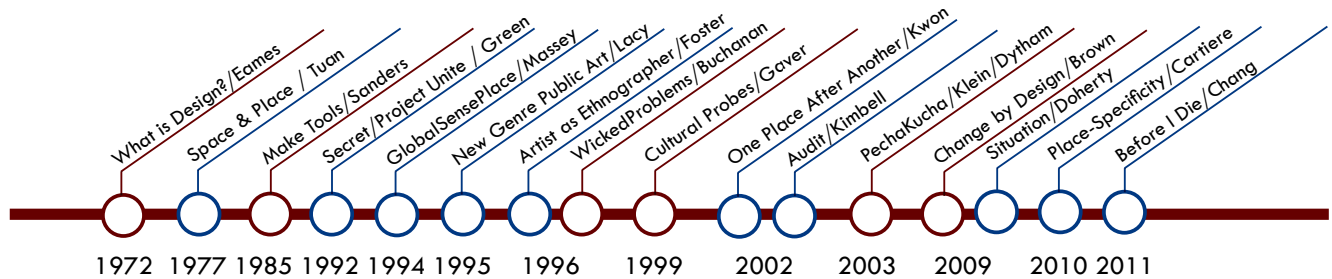 What is Design?/Eames
Space & Place / Tuan
Make Tools/Sanders
Secret/Project Unite / Green
GlobalSensePlace/Massey
New Genre Public Art/Lacy
Artist as Ethnographer/Foster
WickedProblems/Buchanan
Cultural Probes/Gaver
One Place After Another/Kwon
Audit/Kimbell
PechaKucha/Klein/Dytham
Change by Design/Brown
Situation/Doherty
Place-Specificity/Cartiere
Before I Die/Chang
1972 1977 1985 1992 1994 1995 1996 1999 2002 2003 2009 2010 2011